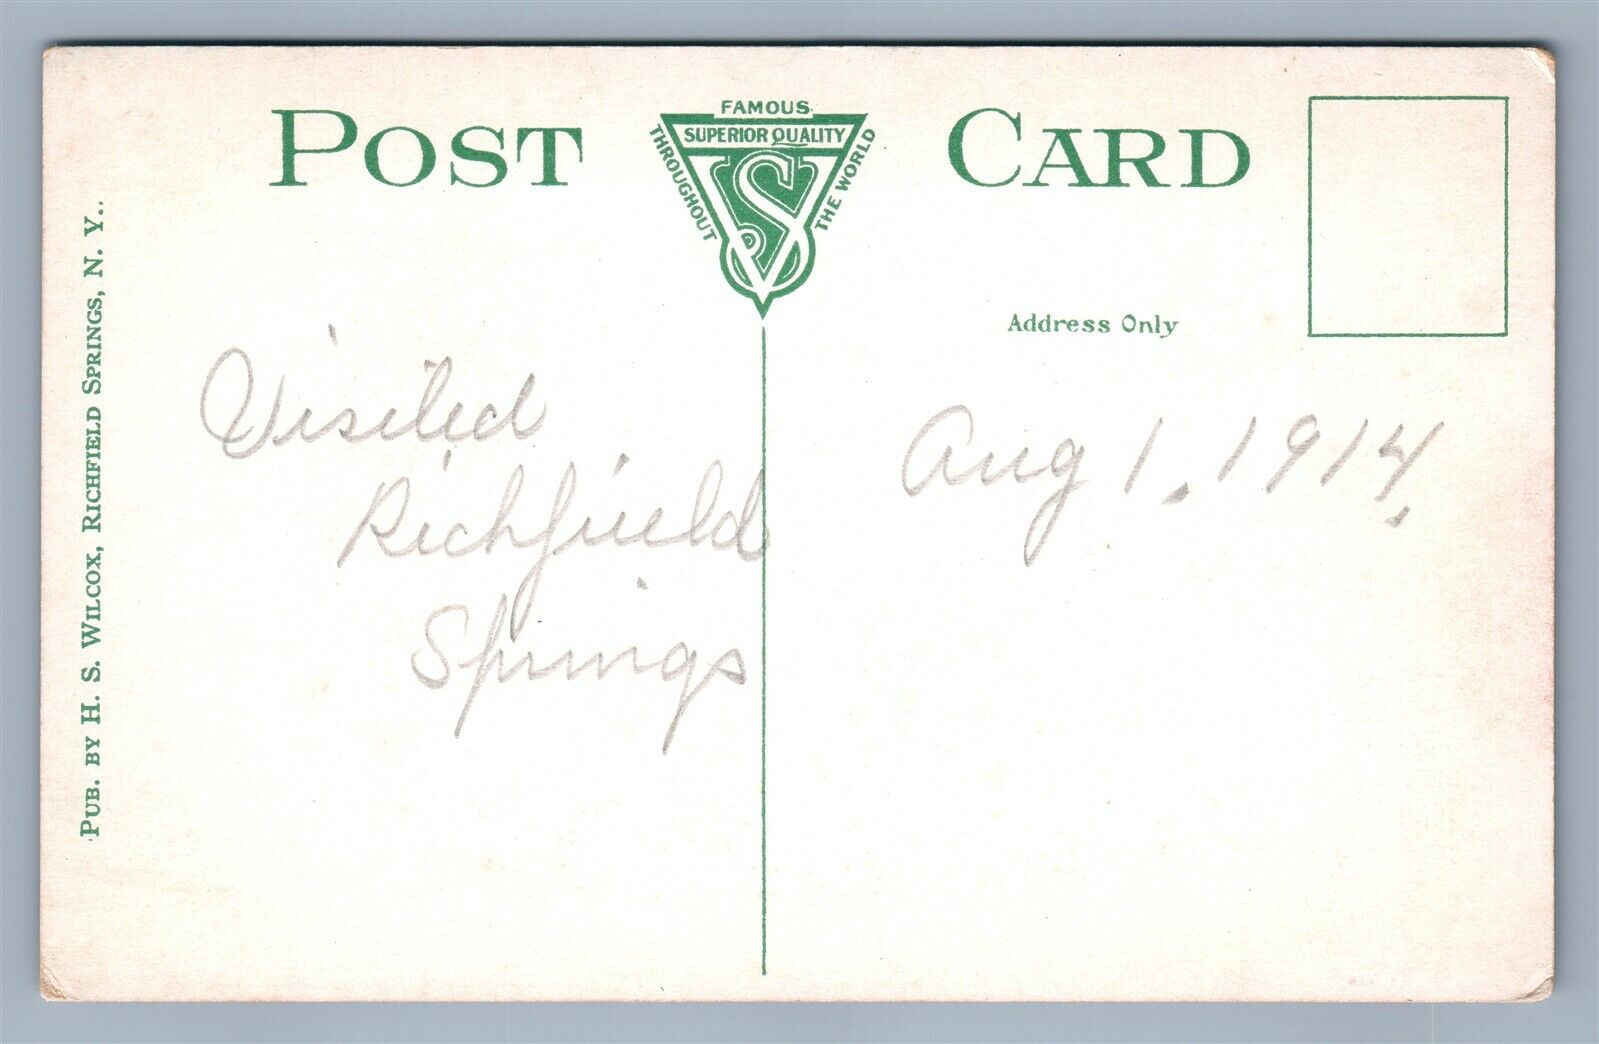 POST CARD
FAMOUS
SUPERIOR QUALITY
THROUGHOUT
THE WORLD
VS
Address Only
PUB. BY H. S. WILCOX, RICHFIELD SPRINGS, N. Y..
Visited
Richfield
Springs
Aug 1. 1914.